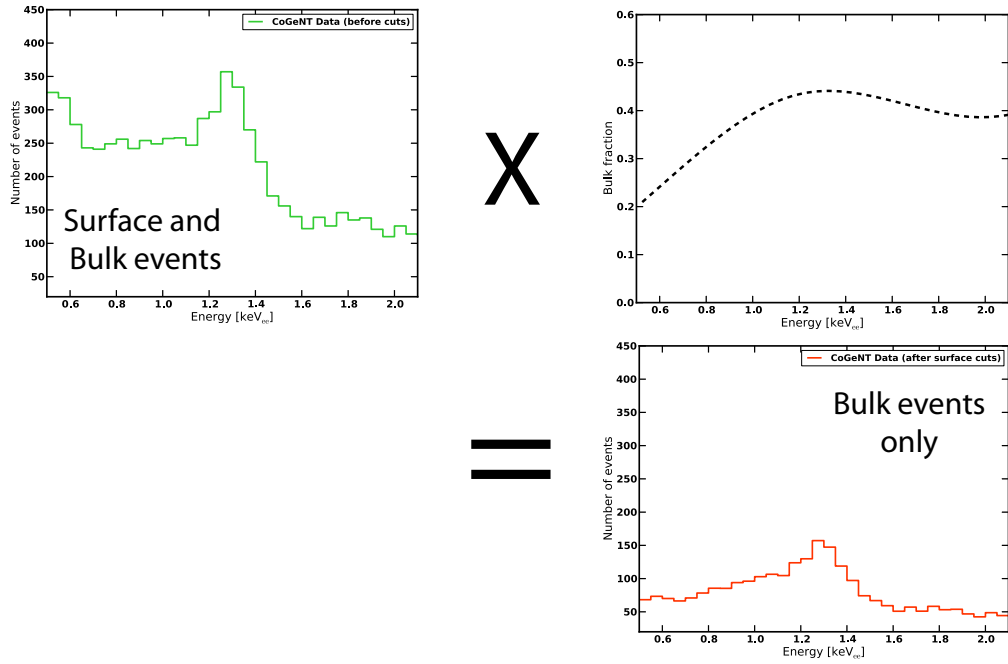 CoGeNT Data (before cuts)
450
400
350
300
250
200
150
100
50
Number of events
Surface and
Bulk events
0.6 0.8 1.0 1.2 1.4 1.6 1.8 2.0
Energy [keVee]
X
0.6
0.5
0.4
0.3
0.2
0.1
0.0
Bulk fraction
0.6 0.8 1.0 1.2 1.4 1.6 1.8 2.0
Energy [keVee]
=
CoGeNT Data (after surface cuts)
450
400
350
300
250
200
150
100
50
Number of events
Bulk events
only
0.6 0.8 1.0 1.2 1.4 1.6 1.8 2.0
Energy [keVee]